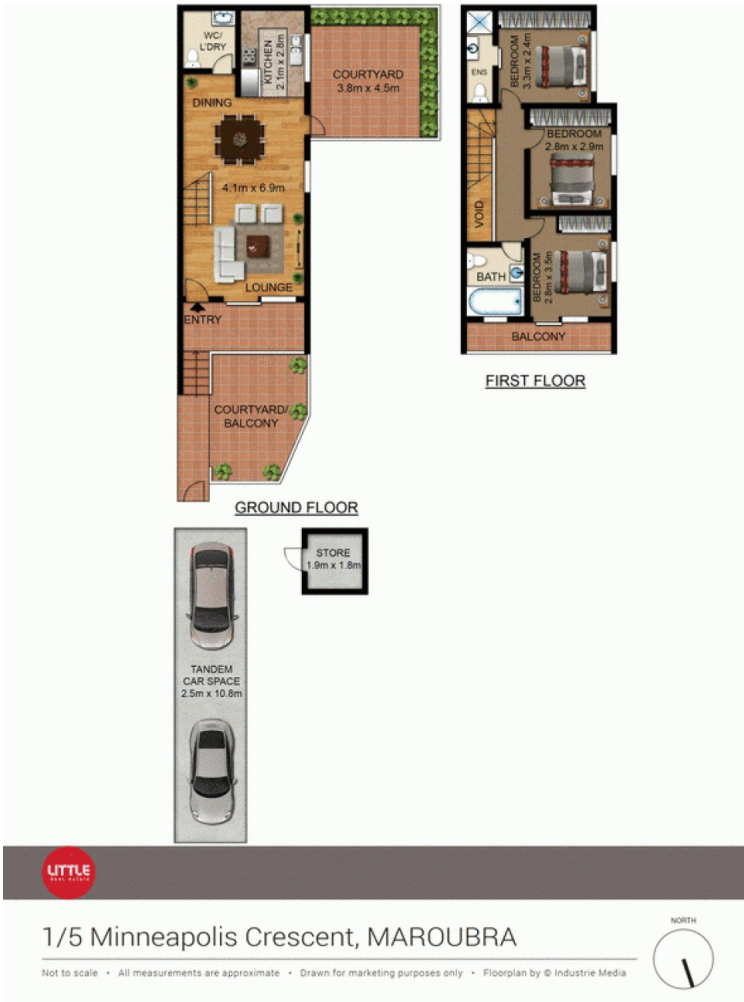 WC/
L'DRY
KITCHEN
2.1m x 2.8m
COURTYARD
3.8m x 4.5m
DINING
4.1m x 6.9m
LOUNGE
ENTRY
COURTYARD/
BALCONY
GROUND FLOOR
ENS
BEDROOM
3.3m x 2.4m
BEDROOM
2.8m x 2.9m
VOID
BATH
BEDROOM
2.8m x 3.5m
BALCONY
FIRST FLOOR
STORE
1.9m x 1.8m
TANDEM
CAR SPACE
2.5m x 10.8m
LITTLE
Real Estate
1/5 Minneapolis Crescent, MAROUBRA
NORTH
Not to scale • All measurements are approximate • Drawn for marketing purposes only • Floorplan by © Industrie Media